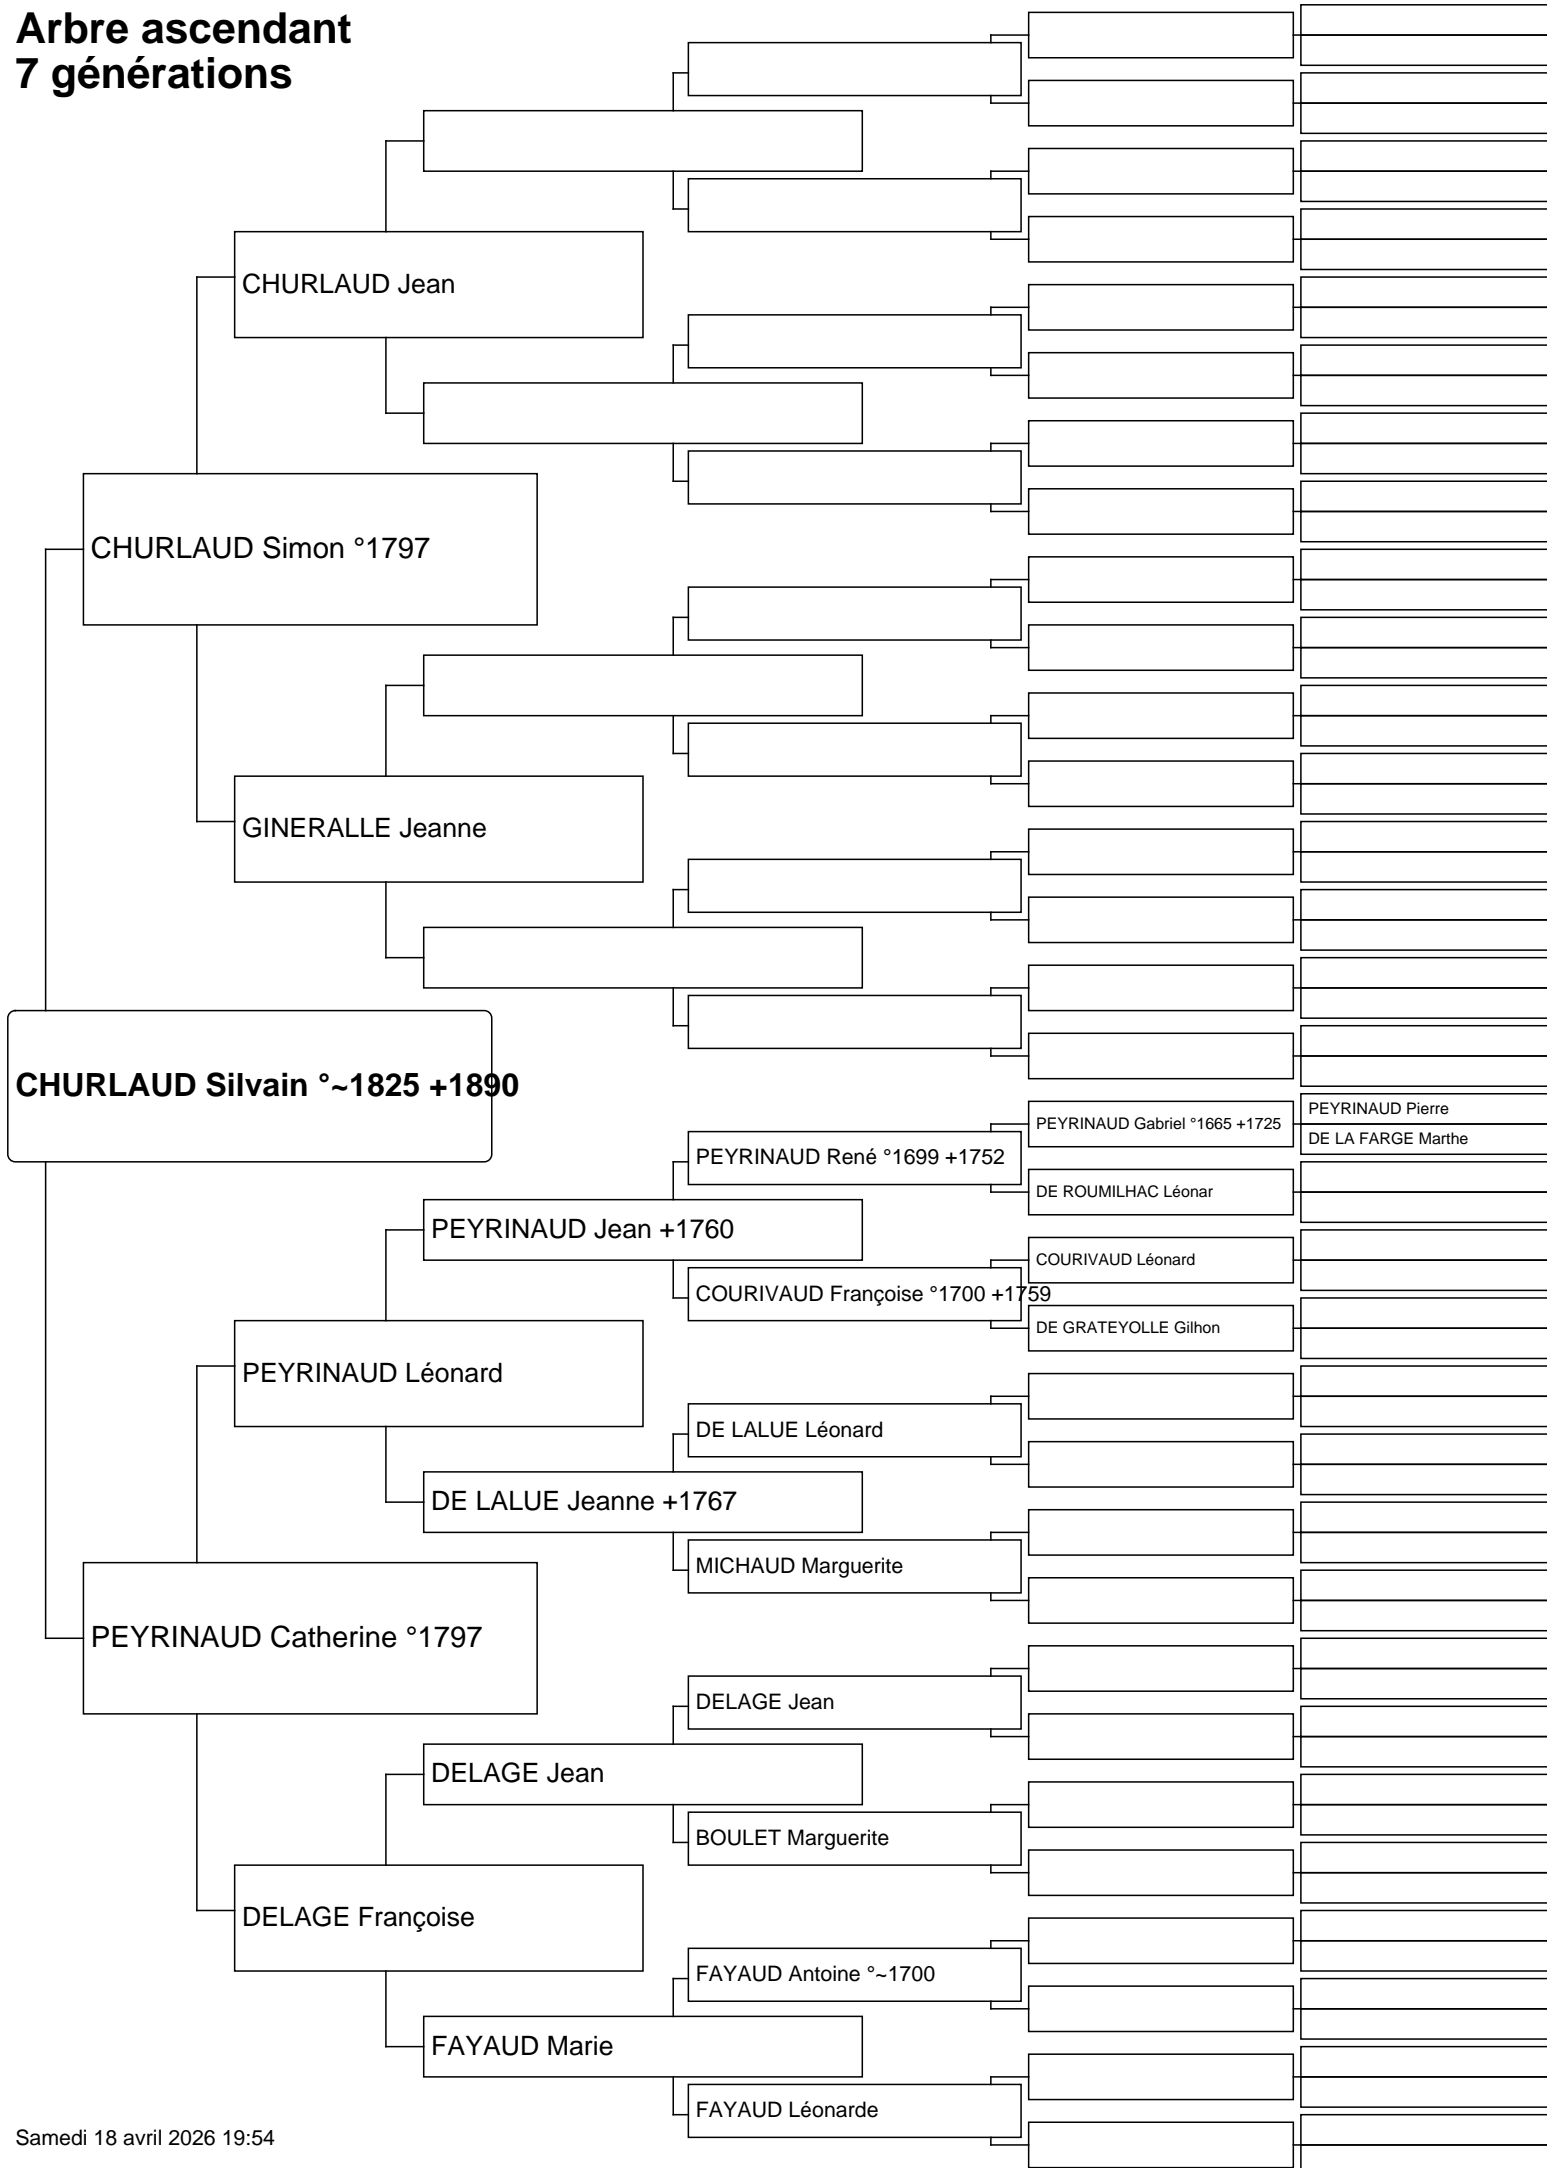 Arbre ascendant
7 générations
CHURLAUD Jean
CHURLAUD Simon °1797
GINERALLE Jeanne
CHURLAUD Silvain °~1825 +1890
PEYRINAUD Pierre
PEYRINAUD Gabriel °1665 +1725
DE LA FARGE Marthe
PEYRINAUD René °1699 +1752
DE ROUMILHAC Léonar
PEYRINAUD Jean +1760
COURIVAUD Léonard
COURIVAUD Françoise °1700 +1759
DE GRATEYOLLE Gilhon
PEYRINAUD Léonard
DE LALUE Léonard
DE LALUE Jeanne +1767
MICHAUD Marguerite
PEYRINAUD Catherine °1797
DELAGE Jean
DELAGE Jean
BOULET Marguerite
DELAGE Françoise
FAYAUD Antoine °~1700
FAYAUD Marie
FAYAUD Léonarde
Samedi 18 avril 2026 19:54